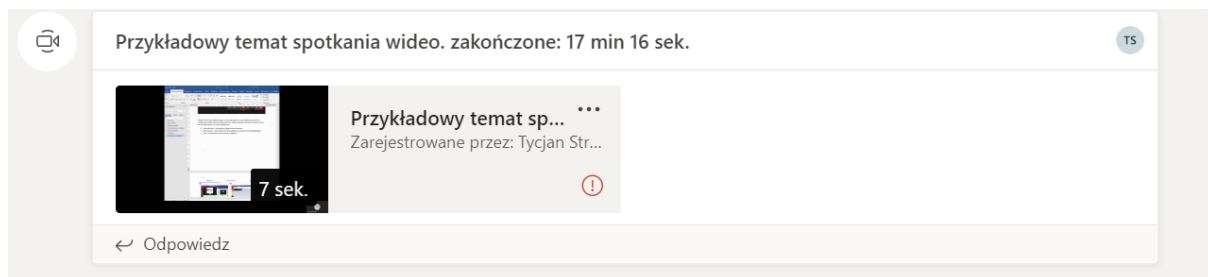 Przykładowy temat spotkania wideo. zakończone: 17 min 16 sek.
TS
Przykładowy temat sp...
Zarejestrowane przez: Tycjan Str...
7 sek.
Odpowiedz